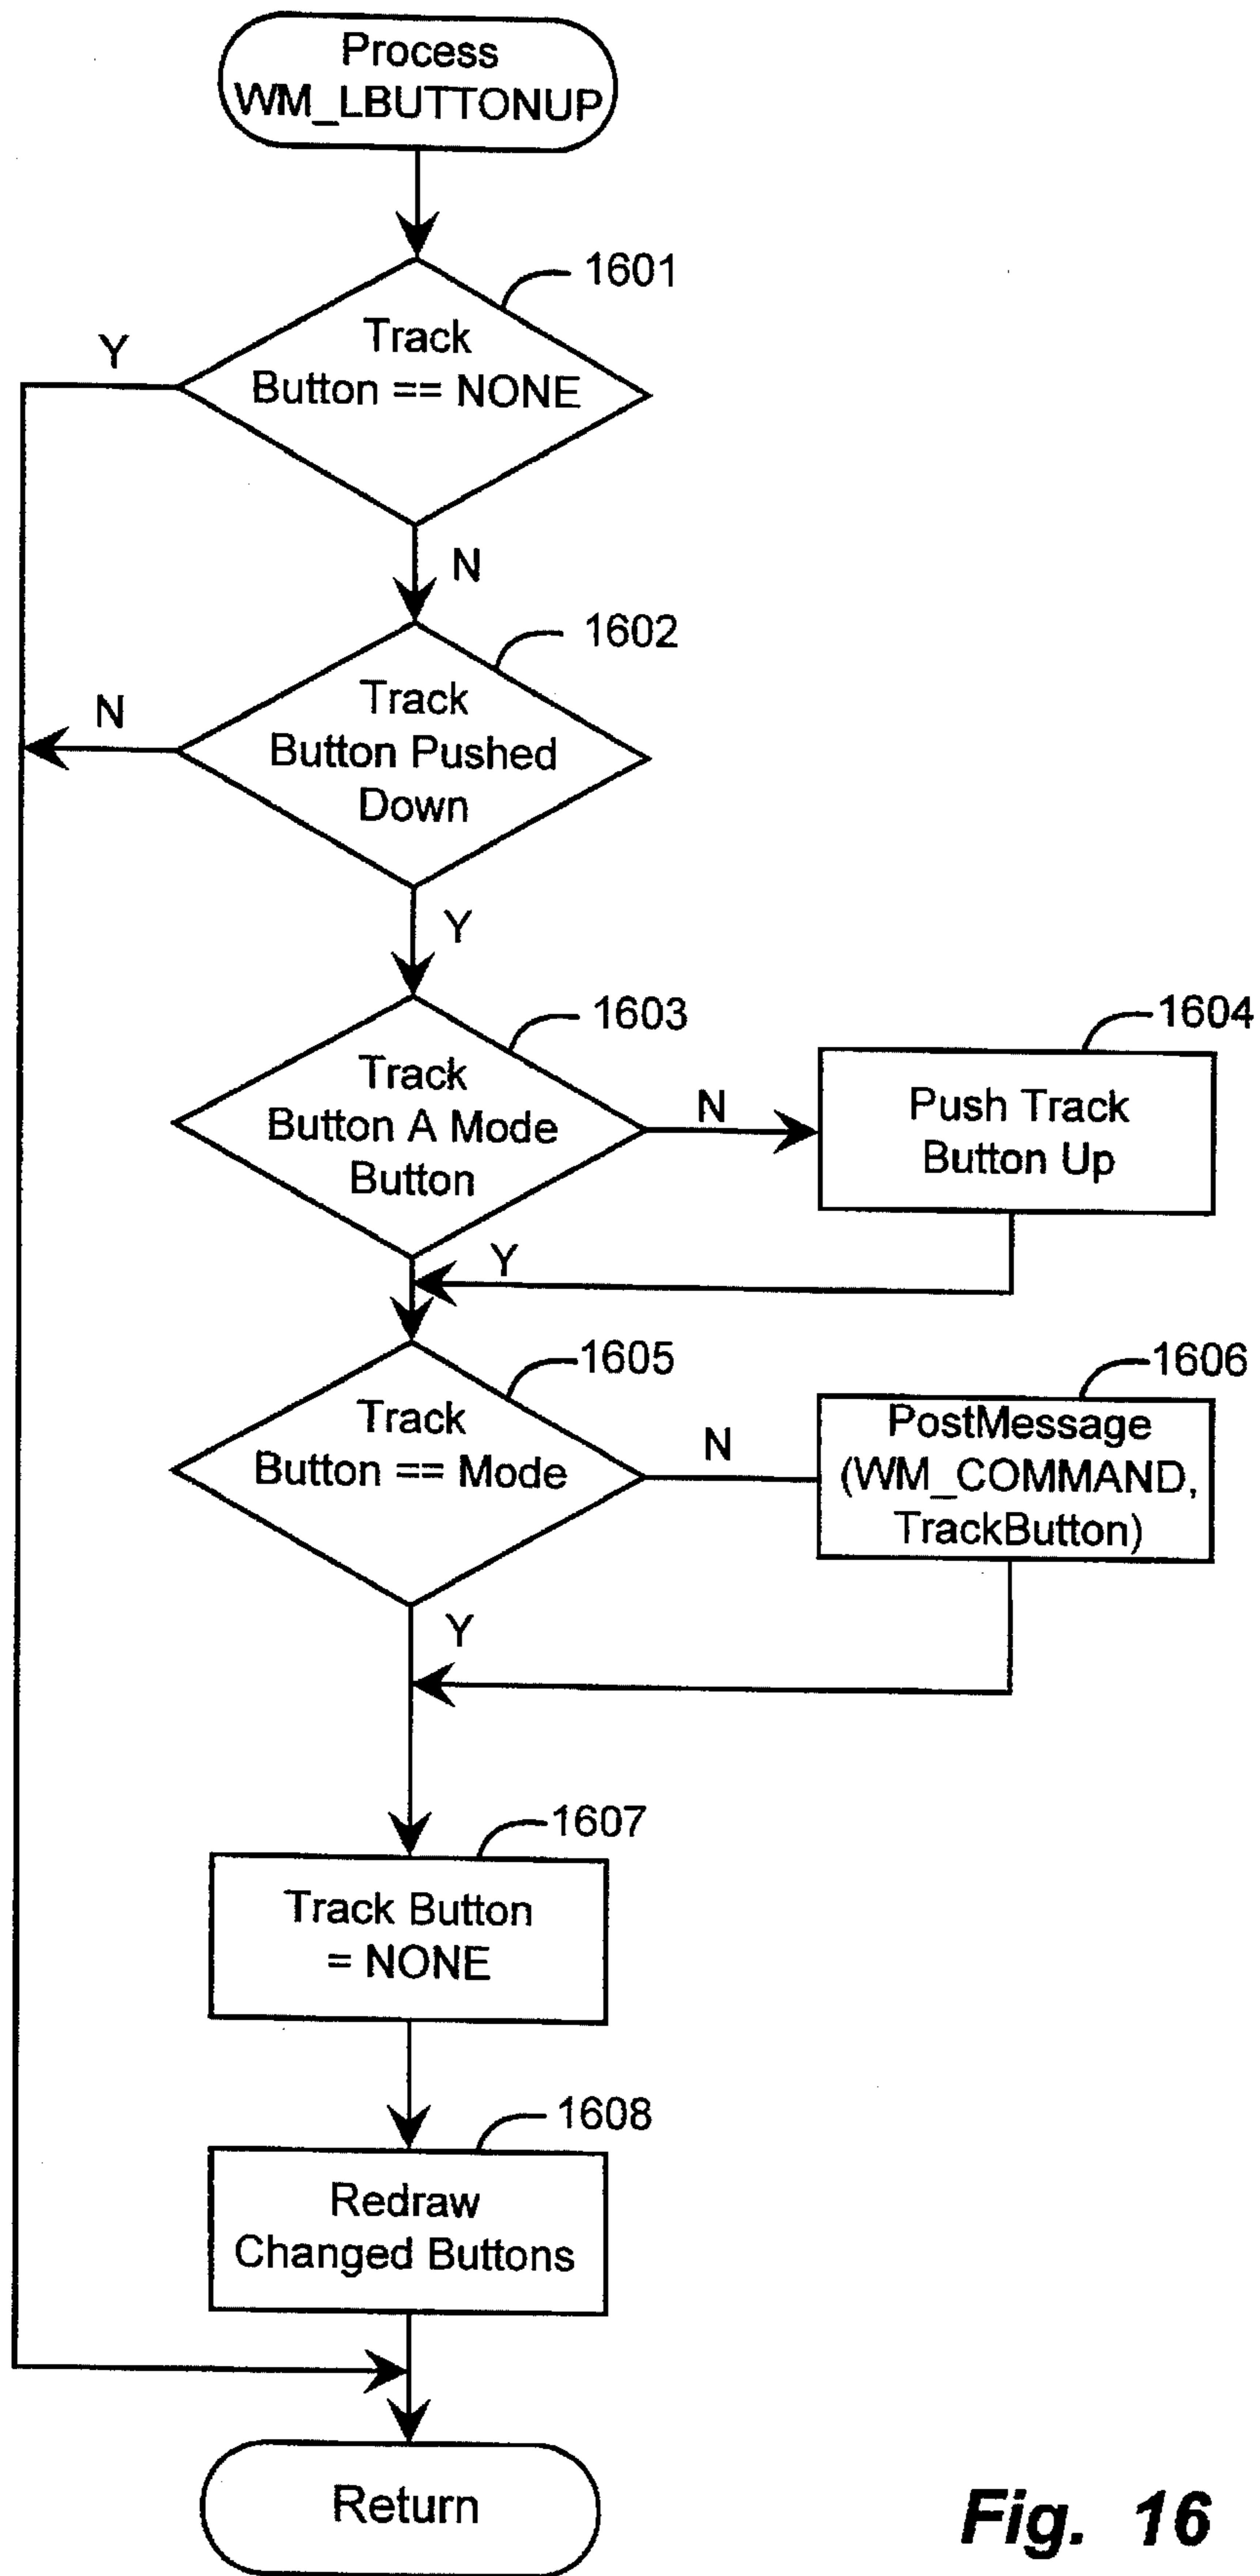 Process
WM_LBUTTONUP
1601
Track
Button == NONE
Y
N
1602
Track
Button Pushed
Down
N
Y
1603
Track
Button A Mode
Button
N
1604
Push Track
Button Up
Y
1605
Track
Button == Mode
N
1606
PostMessage
(WM_COMMAND,
TrackButton)
Y
1607
Track Button
= NONE
1608
Redraw
Changed Buttons
Return
Fig. 16